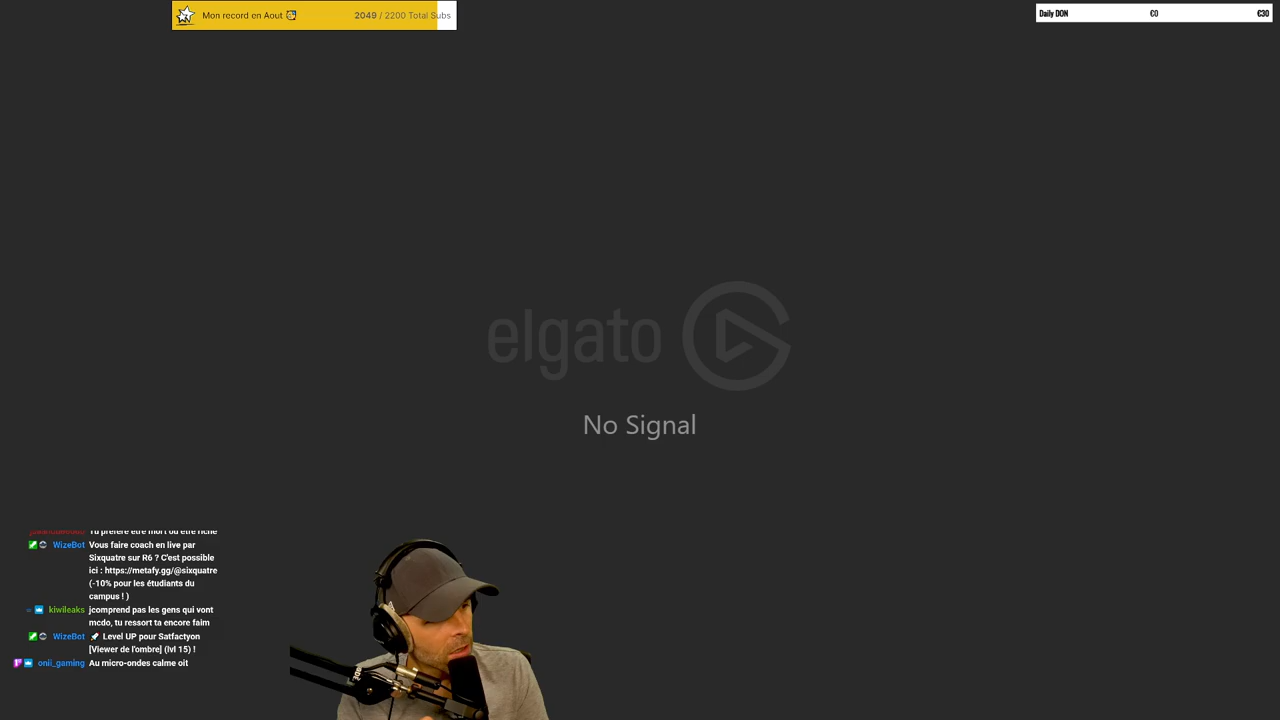 Mon record en Aout 2049 / 2200 Total Subs
Daily DON €0 €30
elgato
No Signal
Tu préfère être mort ou être riche
WizeBot Vous faire coach en live par
Sixquatre sur R6 ? C'est possible
ici : https://metafy.gg/@sixquatre
(-10% pour les étudiants du
campus ! )
kiwileaks jcomprend pas les gens qui vont
mcdo, tu ressort ta encore faim
WizeBot Level UP pour Satfactyon
[Viewer de l'ombre] (lvl 15) !
onii_gaming Au micro-ondes calme oit